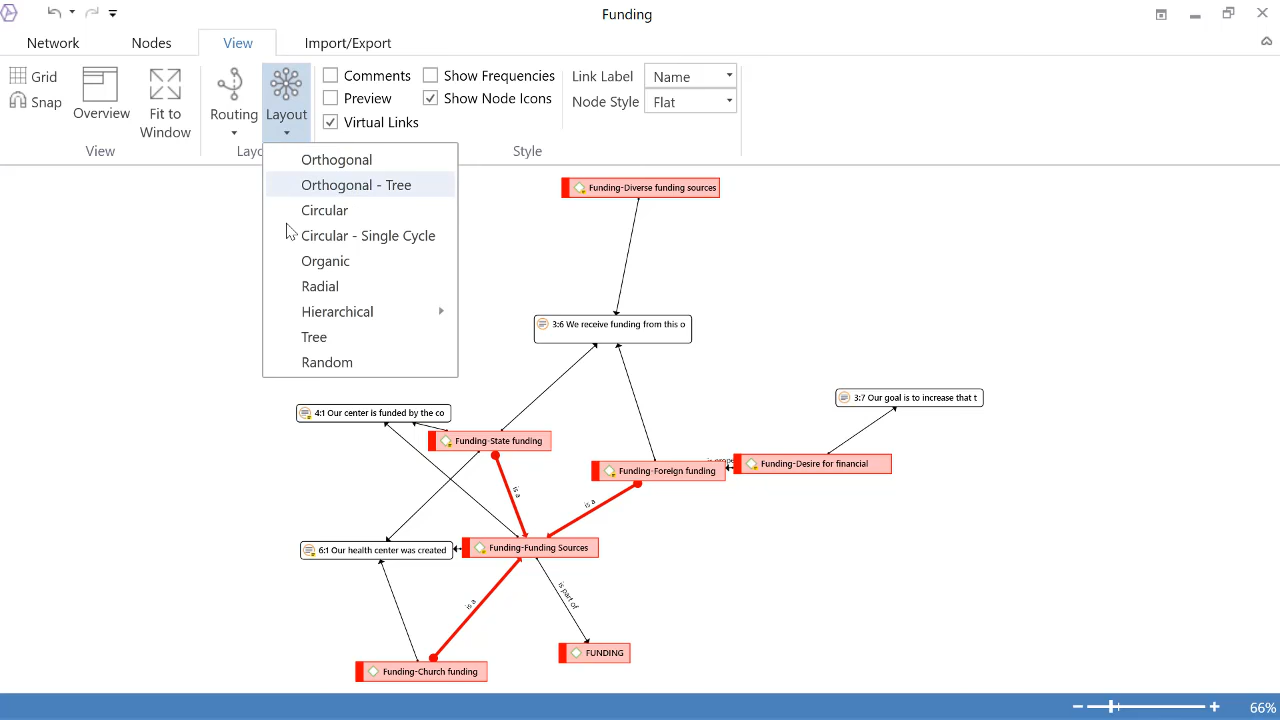 Funding
Network
Nodes
View
Import/Export
Grid
Snap
Overview
Fit to
Window
Routing
Layout
Comments
Show Frequencies
Preview
Show Node Icons
Virtual Links
Link Label
Name
Node Style
Flat
View
Layo
Style
Orthogonal
Orthogonal - Tree
Circular
Circular - Single Cycle
Organic
Radial
Hierarchical
Tree
Random
Funding-Diverse funding sources
3:6 We receive funding from this o
3:7 Our goal is to increase that t
4:1 Our center is funded by the co
Funding-State funding
Funding-Foreign funding
Funding-Desire for financial
is a
is a
Funding-Funding Sources
6:1 Our health center was created
is a
is part of
FUNDING
Funding-Church funding
66%